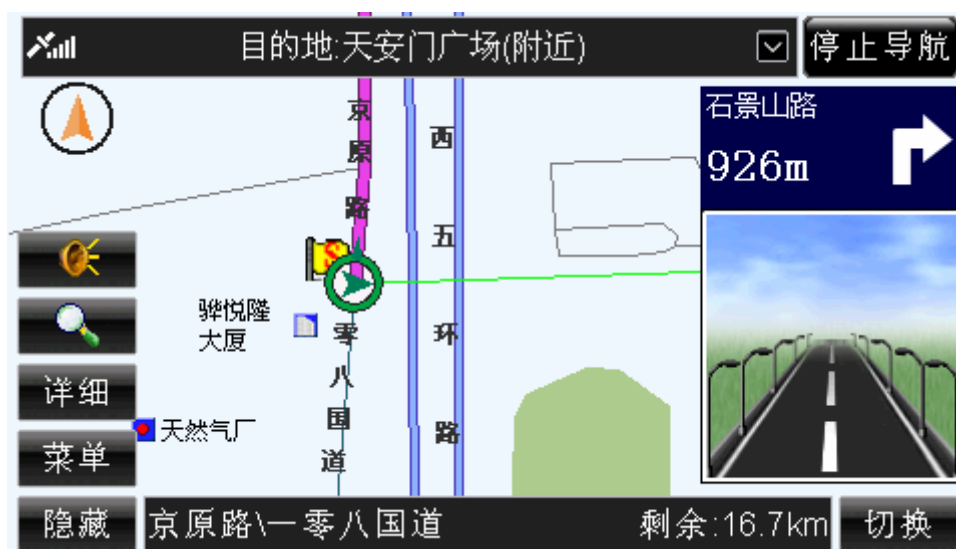 目的地:天安门广场(附近)
停止导航
石景山路
926m
京原路
西五环路
S
骅悦隆
大厦
零八国道
天然气厂
详细
菜单
隐藏
京原路\一零八国道
剩余:16.7km
切换